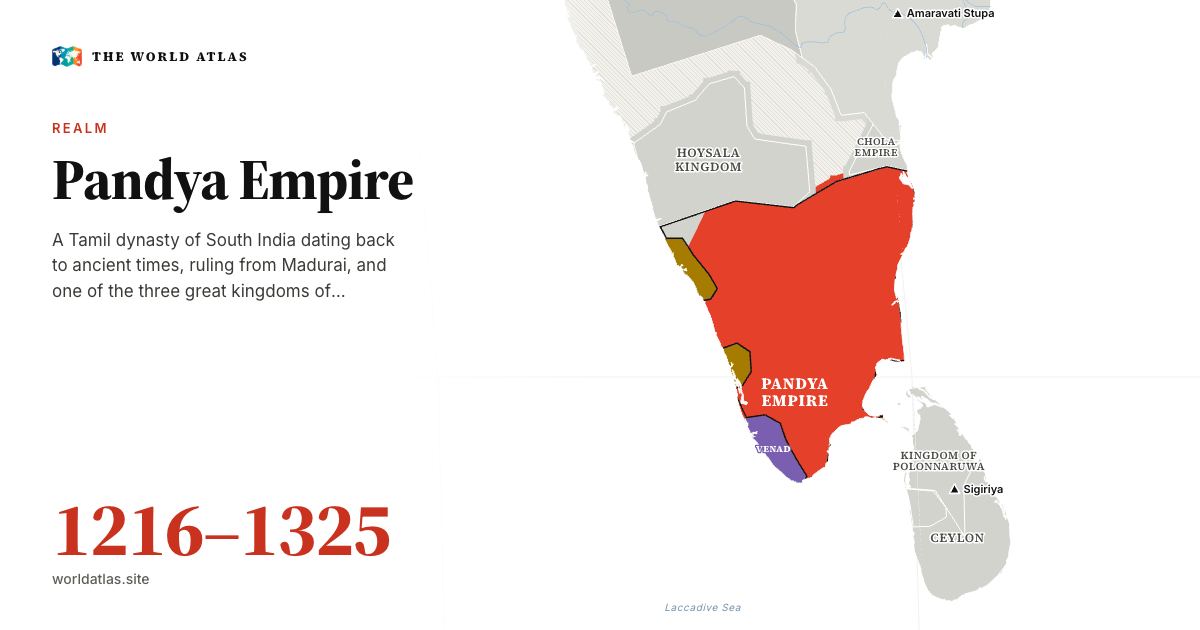 THE WORLD ATLAS
REALM
Pandya Empire
A Tamil dynasty of South India dating back
to ancient times, ruling from Madurai, and
one of the three great kingdoms of...
1216–1325
worldatlas.site
▲ Amaravati Stupa
HOYSALA
KINGDOM
CHOLA
EMPIRE
PANDYA
EMPIRE
VENAD
KINGDOM OF
POLONNARUWA
▲ Sigiriya
CEYLON
Laccadive Sea